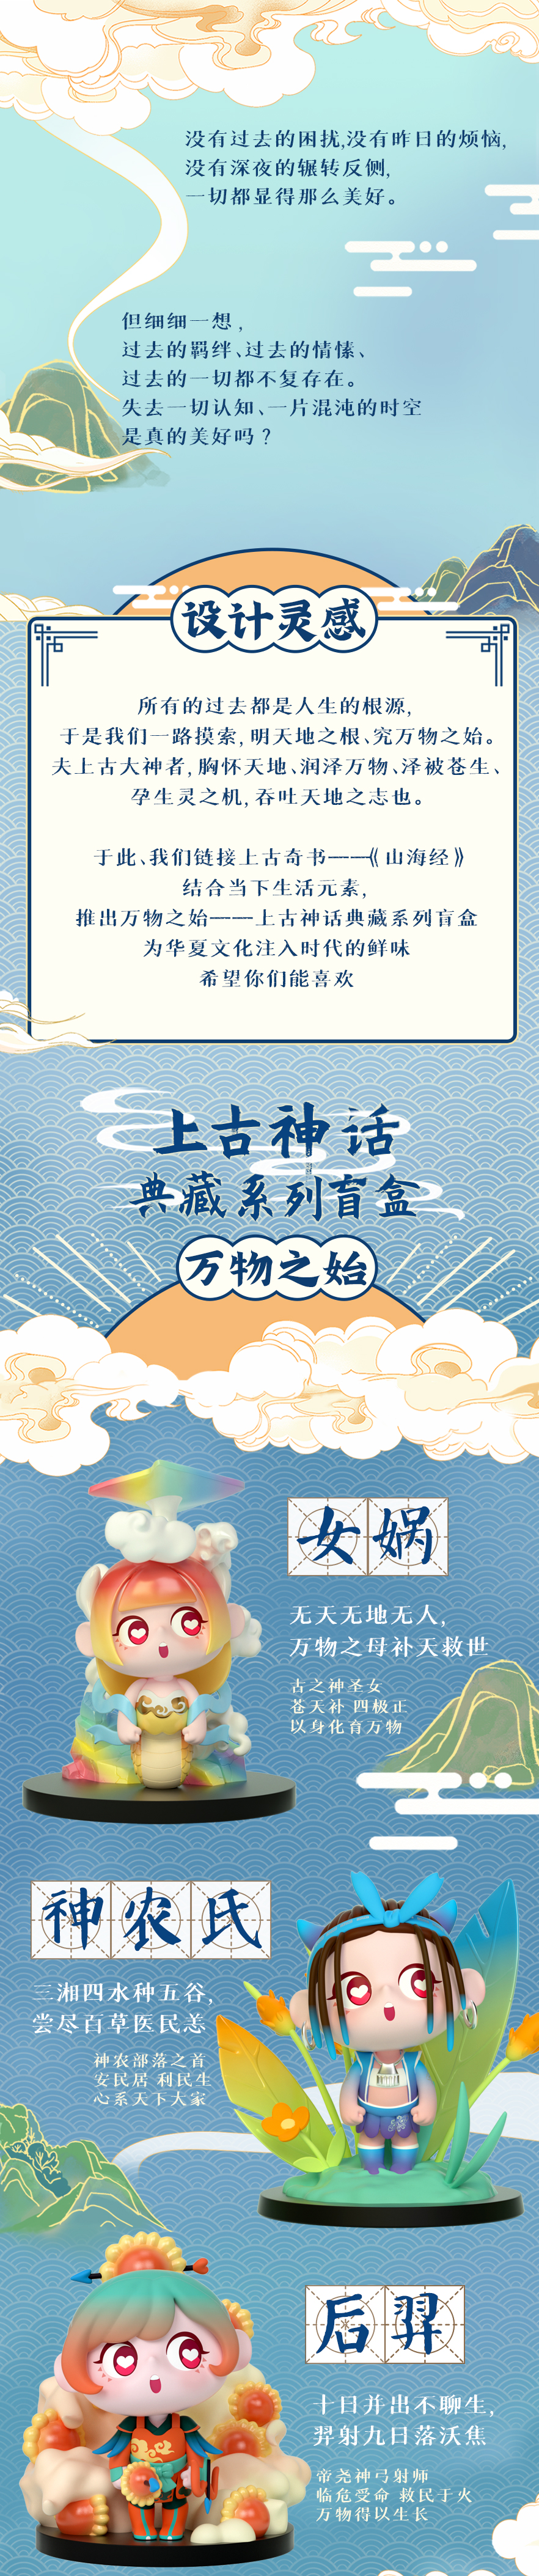 没有过去的困扰,没有昨日的烦恼,
没有深夜的辗转反侧,
一切都显得那么美好。
但细细一想,
过去的羁绊、过去的情愫、
过去的一切都不复存在。
失去一切认知、一片混沌的时空
是真的美好吗?
设计灵感
所有的过去都是人生的根源,
于是我们一路摸索,明天地之根、究万物之始。
夫上古大神者,胸怀天地、润泽万物、泽被苍生、
孕生灵之机,吞吐天地之志也。
于此、我们链接上古奇书——《山海经》
结合当下生活元素,
推出万物之始——上古神话典藏系列盲盒
为华夏文化注入时代的鲜味
希望你们能喜欢
上古神话
典藏系列盲盒
万物之始
女娲
无天无地无人,
万物之母补天救世
古之神圣女
苍天补 四极正
以身化育万物
神农氏
三湘四水种五谷,
尝尽百草医民恙
神农部落之首
安民居 利民生
心系天下大家
后羿
十日并出不聊生,
羿射九日落沃焦
帝尧神弓射师
临危受命 救民于火
万物得以生长